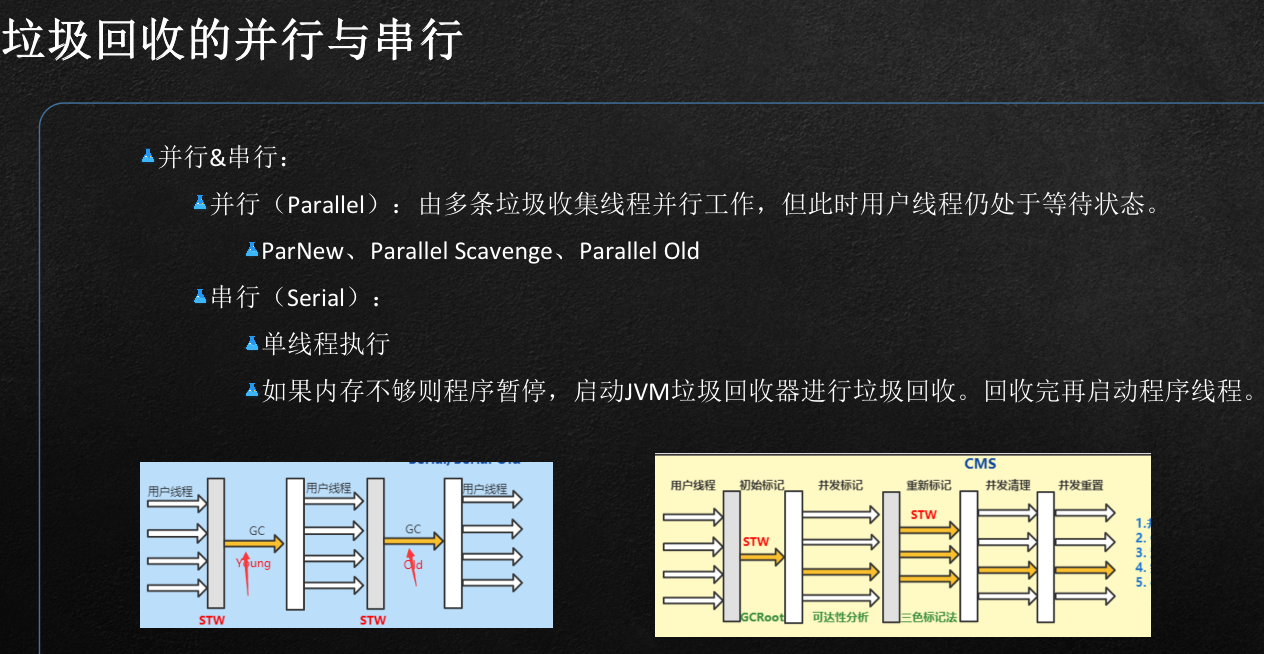 垃圾回收的并行与串行
并行&串行：
并行（Parallel）：由多条垃圾收集线程并行工作，但此时用户线程仍处于等待状态。
ParNew、Parallel Scavenge、Parallel Old
串行（Serial）：
单线程执行
如果内存不够则程序暂停，启动JVM垃圾回收器进行垃圾回收。回收完再启动程序线程。
用户线程 用户线程 用户线程
GC GC
Young Old
STW STW
CMS
用户线程 初始标记 并发标记 重新标记 并发清理 并发重置
STW
STW
1.
2.
3.
4.
5.
GCRoot 可达性分析 三色标记法